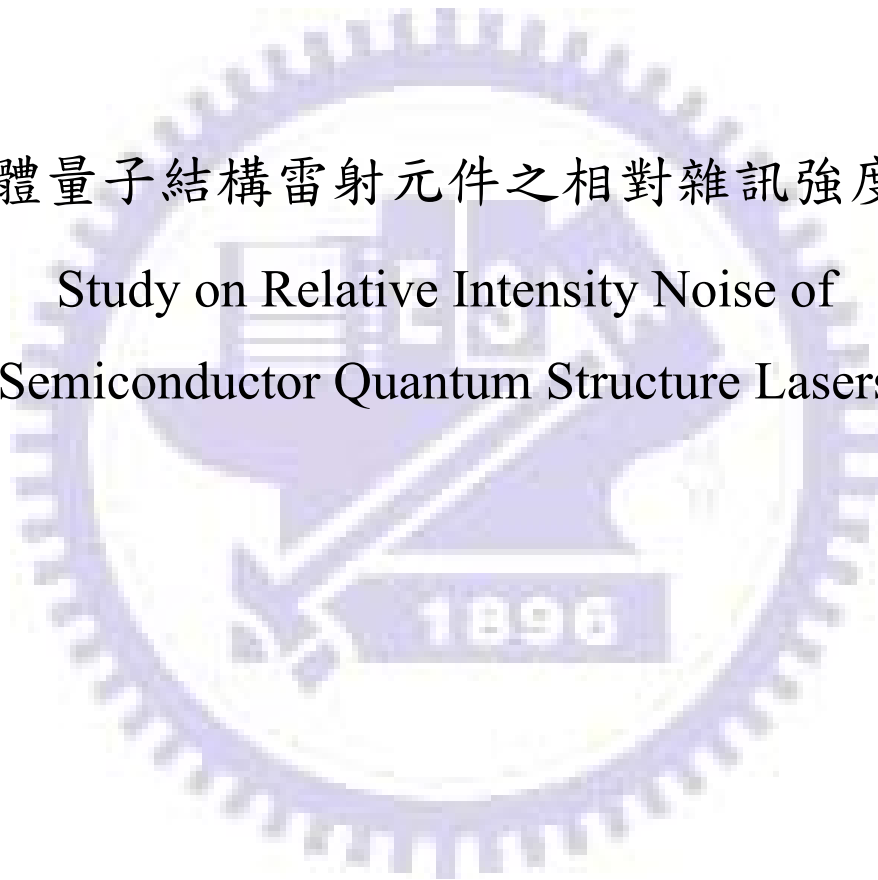 體量子結構雷射元件之相對雜訊強度
Study on Relative Intensity Noise of
Semiconductor Quantum Structure Lasers
1896